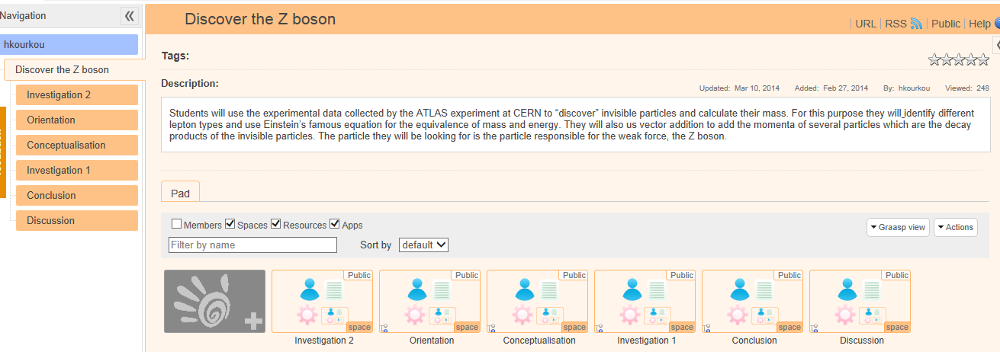 Navigation
Discover the Z boson
URL RSS Public Help
hkourkou
Discover the Z boson
Investigation 2
Orientation
Conceptualisation
Investigation 1
Conclusion
Discussion
Tags:
Description:
Updated: Mar 10, 2014 Added: Feb 27, 2014 By: hkourkou Viewed: 248
Students will use the experimental data collected by the ATLAS experiment at CERN to “discover” invisible particles and calculate their mass. For this purpose they will identify different
lepton types and use Einstein’s famous equation for the equivalence of mass and energy. They will also us vector addition to add the momenta of several particles which are the decay
products of the invisible particles. The particle they will be looking for is the particle responsible for the weak force, the Z boson.
Pad
Members Spaces Resources Apps
Graasp view Actions
Filter by name Sort by default
Public Public Public Public Public Public
space space space space space space
Investigation 2 Orientation Conceptualisation Investigation 1 Conclusion Discussion